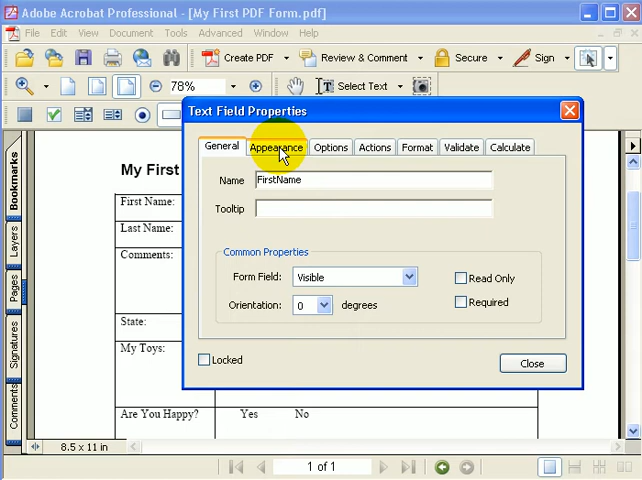 Adobe Acrobat Professional - [My First PDF Form.pdf]
File Edit View Document Tools Advanced Window Help
Create PDF Review & Comment Secure Sign
78% Select Text
Text Field Properties
General Appearance Options Actions Format Validate Calculate
Name FirstName
Tooltip
Common Properties
Form Field: Visible Read Only
Orientation: 0 degrees Required
Locked
Close
Bookmarks
Layers
Pages
Signatures
Comments
My First
First Name:
Last Name:
Comments:
State:
My Toys:
Are You Happy? Yes No
8.5 x 11 in
1 of 1